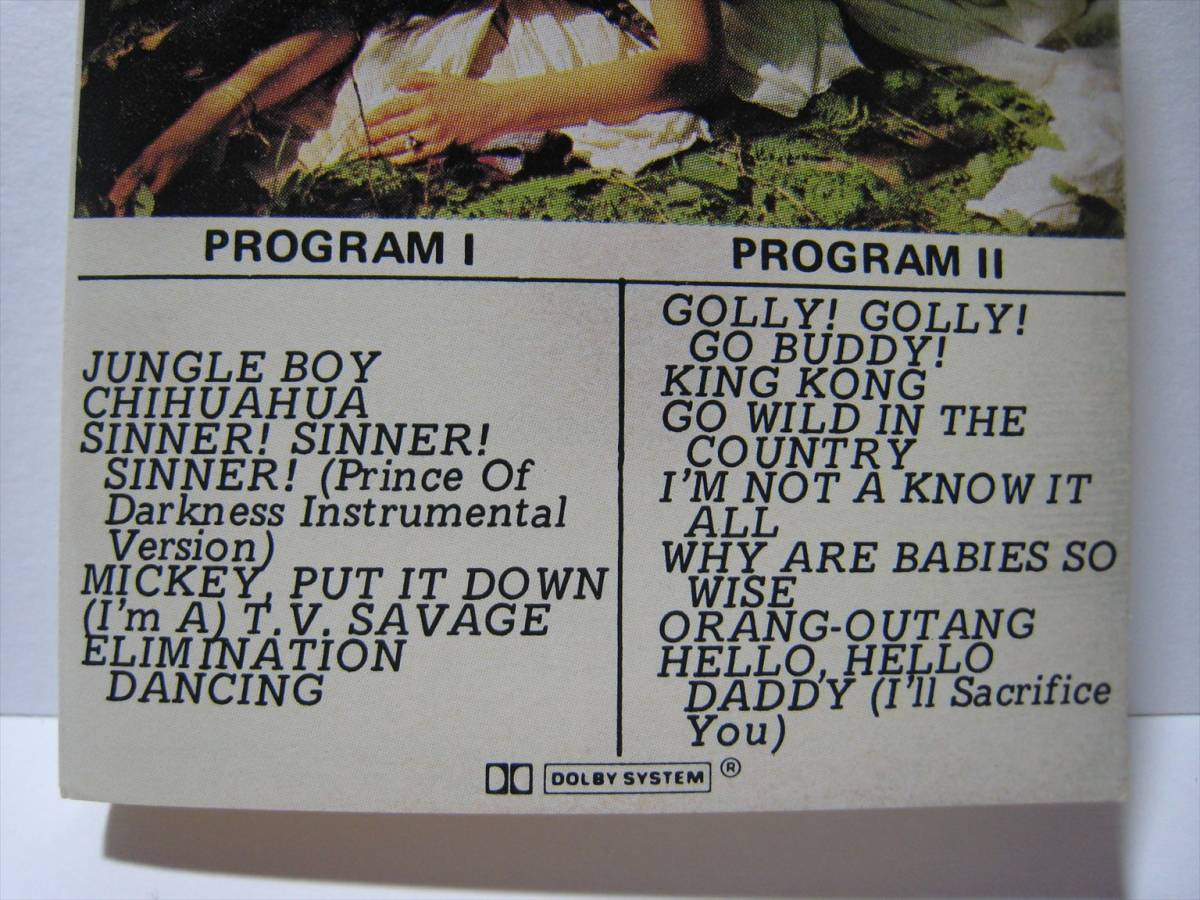 PROGRAM I
JUNGLE BOY
CHIHUAHUA
SINNER! SINNER!
SINNER! (Prince Of
Darkness Instrumental
Version)
MICKEY, PUT IT DOWN
(I'm A) T.V. SAVAGE
ELIMINATION
DANCING
PROGRAM II
GOLLY! GOLLY!
GO BUDDY!
KING KONG
GO WILD IN THE
COUNTRY
I'M NOT A KNOW IT
ALL
WHY ARE BABIES SO
WISE
ORANG-OUTANG
HELLO, HELLO
DADDY (I'll Sacrifice
You)
DOLBY SYSTEM ®